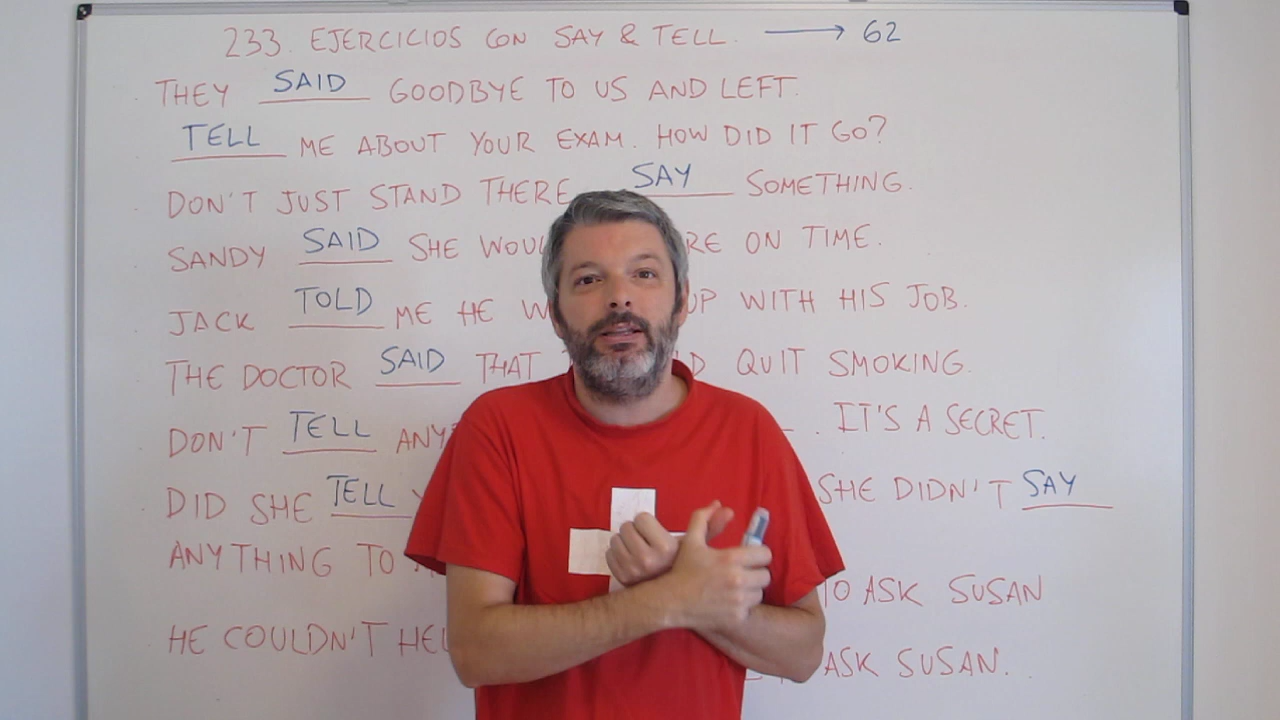 233. EJERCICIOS CON SAY & TELL. → 62
THEY SAID GOODBYE TO US AND LEFT.
TELL ME ABOUT YOUR EXAM. HOW DID IT GO?
DON'T JUST STAND THERE SAY SOMETHING.
SANDY SAID SHE ON TIME.
JACK TOLD ME HE UP WITH HIS JOB.
THE DOCTOR SAID THAT QUIT SMOKING.
DON'T TELL . IT'S A SECRET.
DID SHE TELL SHE DIDN'T SAY
ANYTHING TO
TO ASK SUSAN
HE COULDN'T ASK SUSAN.